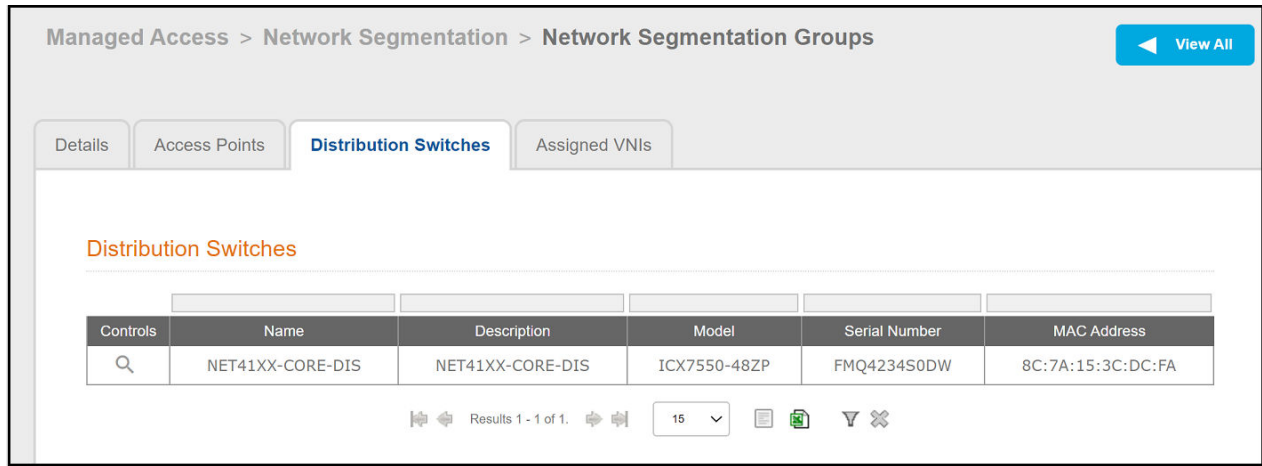 Managed Access > Network Segmentation > Network Segmentation Groups
View All
Details Access Points Distribution Switches Assigned VNIs
Distribution Switches
Controls Name Description Model Serial Number MAC Address
NET41XX-CORE-DIS NET41XX-CORE-DIS ICX7550-48ZP FMQ4234S0DW 8C:7A:15:3C:DC:FA
Results 1 - 1 of 1. 15